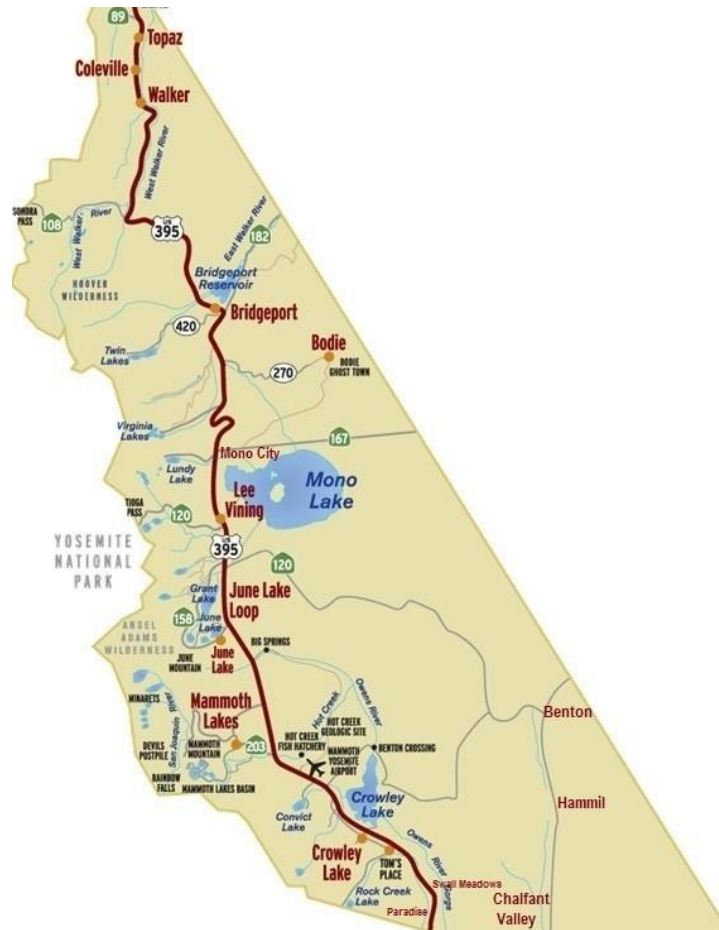 89
Topaz
Coleville
Walker
West Walker River
SONORA
PASS
108
River
West Walker
US
395
East Walker River
182
HOOVER
WILDERNESS
Bridgeport
Reservoir
Bridgeport
420
Twin
Lakes
Bodie
BODIE
GHOST TOWN
270
Virginia
Lakes
167
Mono City
Lundy
Lake
Mono
Lake
Lee
Vining
TIOGA
PASS
120
YOSEMITE
NATIONAL
PARK
US
395
120
Grant
Lake
June Lake
Loop
158
June
Lake
ANSEL
ADAMS
WILDERNESS
JUNE
MOUNTAIN
June
Lake
BIG SPRINGS
MINARETS
San Joaquin River
Mammoth
Lakes
Hot Creek
Owens River
Benton
HOT CREEK
GEOLOGIC SITE
HOT CREEK
FISH HATCHERY
DEVILS
POSTPILE
MAMMOTH
MOUNTAIN
203
MAMMOTH
YOSEMITE
AIRPORT
BENTON CROSSING
RAINBOW
FALLS
MAMMOTH LAKES BASIN
Crowley
Lake
Hammil
Convict
Lake
Crowley
Lake
TOM'S
PLACE
Owens River Gorge
Rock Creek
Lake
Swall Meadows
Paradise
Chalfant
Valley